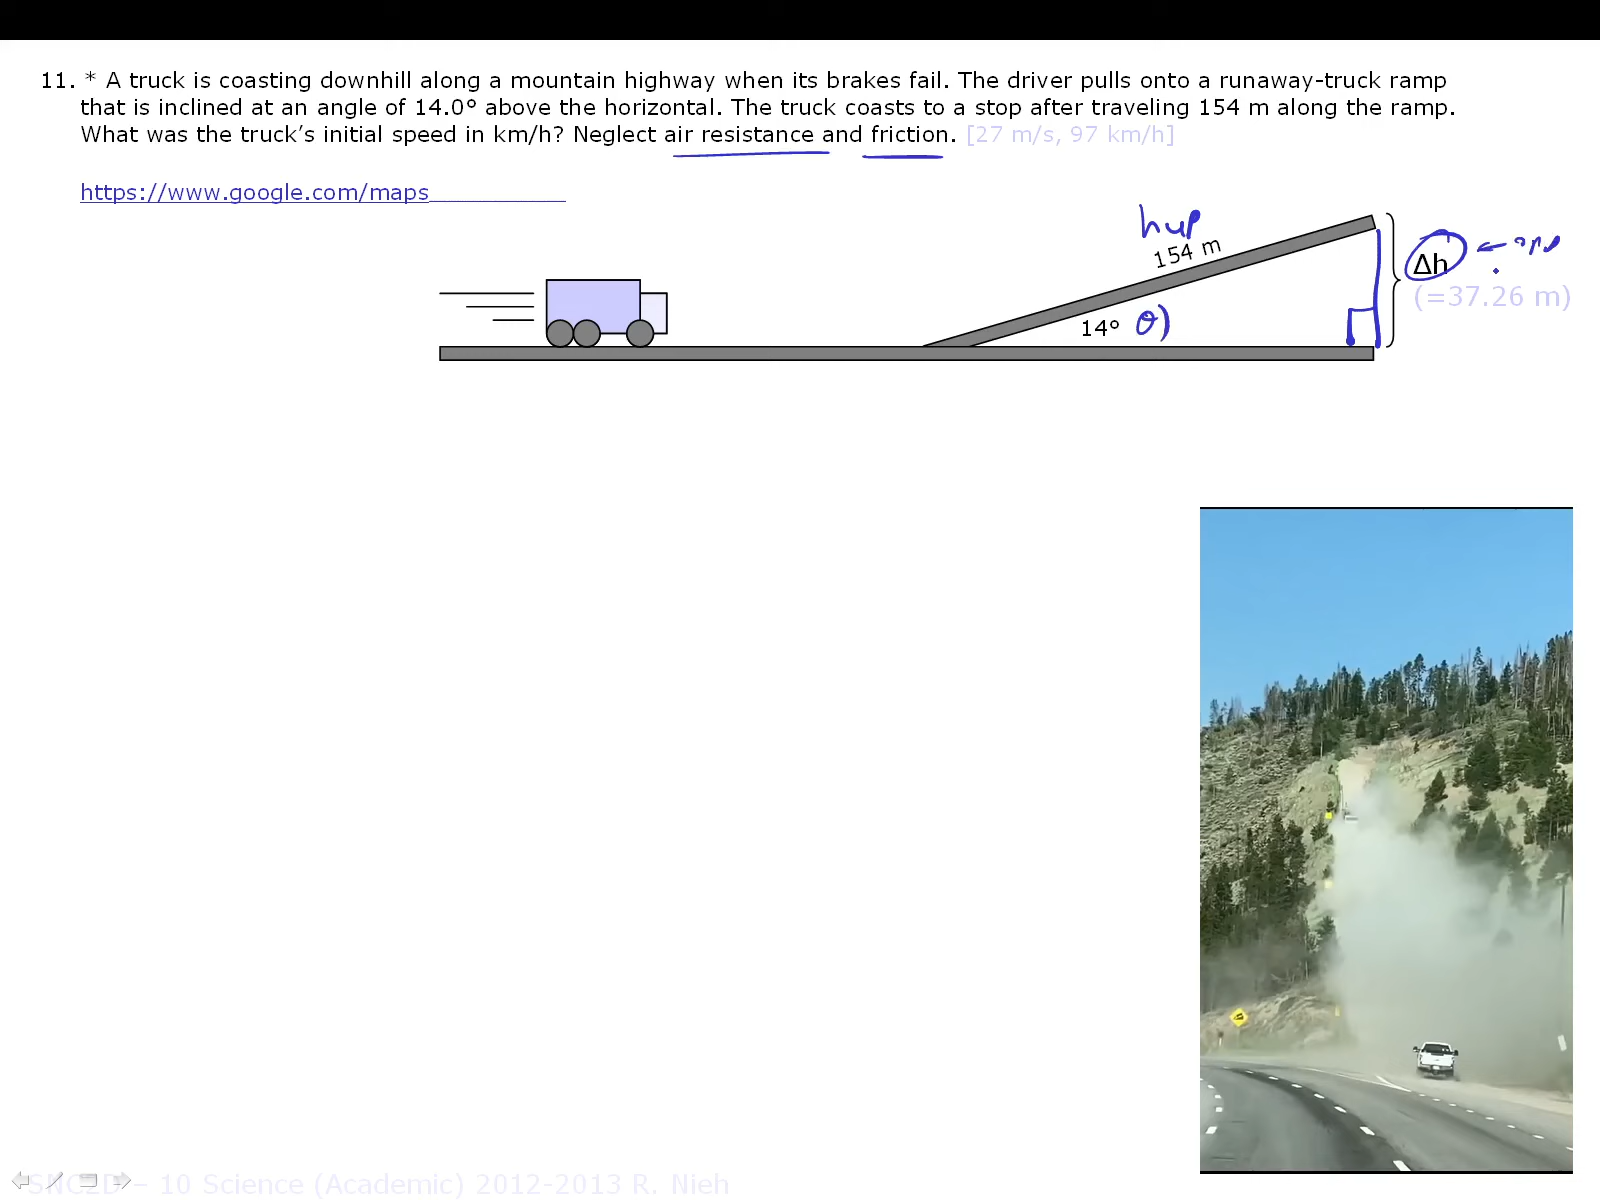 11. * A truck is coasting downhill along a mountain highway when its brakes fail. The driver pulls onto a runaway-truck ramp
that is inclined at an angle of 14.0° above the horizontal. The truck coasts to a stop after traveling 154 m along the ramp.
What was the truck's initial speed in km/h? Neglect air resistance and friction. [27 m/s, 97 km/h]
https://www.google.com/maps
hyp
154 m
Δh ← opp
(=37.26 m)
14° θ)
SNC2D – 10 Science (Academic) 2012-2013 R. Nieh